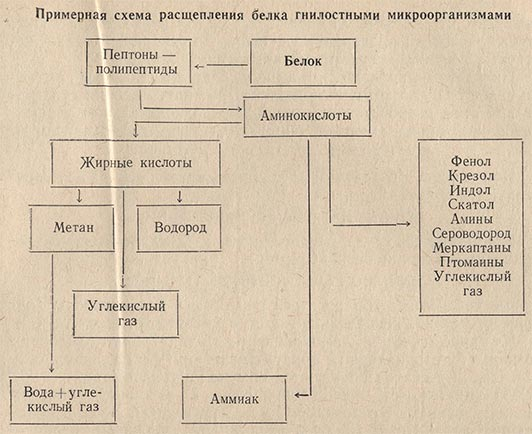 Примерная схема расщепления белка гнилостными микроорганизмами
Пептоны —
полипептиды
Белок
Аминокислоты
Жирные кислоты
Фенол
Крезол
Индол
Скатол
Амины
Сероводород
Меркаптаны
Птомаины
Углекислый
газ
Метан
Водород
Углекислый
газ
Вода+угле-
кислый газ
Аммиак